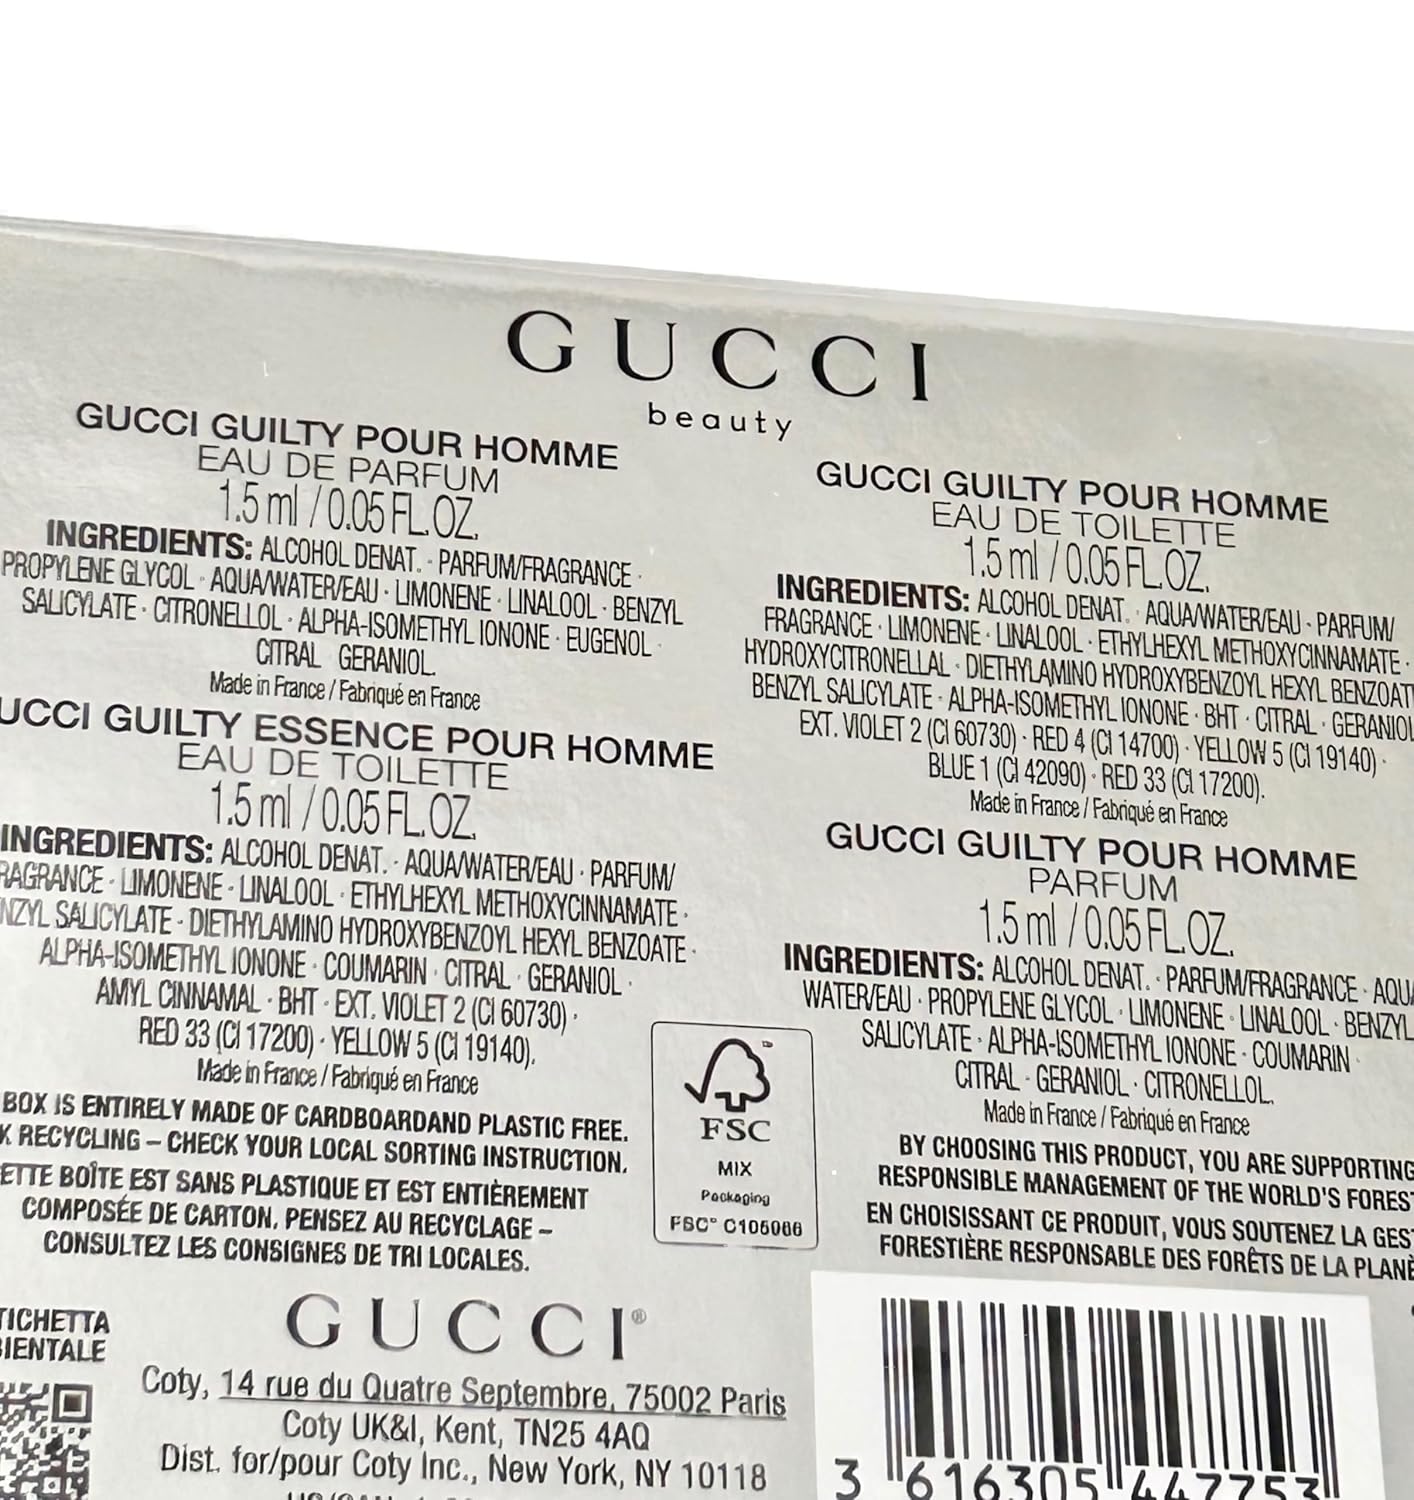 GUCCI
beauty
GUCCI GUILTY POUR HOMME
EAU DE PARFUM
1.5 ml / 0.05 FL.OZ.
INGREDIENTS: ALCOHOL DENAT. · PARFUM/FRAGRANCE ·
PROPYLENE GLYCOL · AQUA/WATER/EAU · LIMONENE · LINALOOL · BENZYL
SALICYLATE · CITRONELLOL · ALPHA-ISOMETHYL IONONE · EUGENOL ·
CITRAL GERANIOL.
Made in France / Fabriqué en France
UCCI GUILTY ESSENCE POUR HOMME
EAU DE TOILETTE
1.5 ml / 0.05 FL.OZ.
INGREDIENTS: ALCOHOL DENAT. · AQUA/WATER/EAU · PARFUM/
RAGRANCE · LIMONENE · LINALOOL · ETHYLHEXYL METHOXYCINNAMATE ·
NZYL SALICYLATE · DIETHYLAMINO HYDROXYBENZOYL HEXYL BENZOATE ·
ALPHA-ISOMETHYL IONONE · COUMARIN · CITRAL · GERANIOL ·
AMYL CINNAMAL · BHT · EXT. VIOLET 2 (CI 60730) ·
RED 33 (CI 17200) · YELLOW 5 (CI 19140).
Made in France / Fabriqué en France
BOX IS ENTIRELY MADE OF CARDBOARDAND PLASTIC FREE.
K RECYCLING – CHECK YOUR LOCAL SORTING INSTRUCTION.
ETTE BOÎTE EST SANS PLASTIQUE ET EST ENTIÈREMENT
COMPOSÉE DE CARTON. PENSEZ AU RECYCLAGE –
CONSULTEZ LES CONSIGNES DE TRI LOCALES.
GUCCI GUILTY POUR HOMME
EAU DE TOILETTE
1.5 ml / 0.05 FL.OZ.
INGREDIENTS: ALCOHOL DENAT. · AQUA/WATER/EAU · PARFUM/
FRAGRANCE · LIMONENE · LINALOOL · ETHYLHEXYL METHOXYCINNAMATE ·
HYDROXYCITRONELLAL · DIETHYLAMINO HYDROXYBENZOYL HEXYL BENZOAT
BENZYL SALICYLATE · ALPHA-ISOMETHYL IONONE · BHT · CITRAL · GERANIOL
EXT. VIOLET 2 (CI 60730) · RED 4 (CI 14700) · YELLOW 5 (CI 19140) ·
BLUE 1 (CI 42090) · RED 33 (CI 17200).
Made in France / Fabriqué en France
GUCCI GUILTY POUR HOMME
PARFUM
1.5 ml / 0.05 FL.OZ.
INGREDIENTS: ALCOHOL DENAT. · PARFUM/FRAGRANCE · AQUA/
WATER/EAU · PROPYLENE GLYCOL · LIMONENE · LINALOOL · BENZYL
SALICYLATE · ALPHA-ISOMETHYL IONONE · COUMARIN ·
CITRAL · GERANIOL · CITRONELLOL.
Made in France / Fabriqué en France
BY CHOOSING THIS PRODUCT, YOU ARE SUPPORTING
RESPONSIBLE MANAGEMENT OF THE WORLD'S FOREST
EN CHOISISSANT CE PRODUIT, VOUS SOUTENEZ LA GEST
FORESTIÈRE RESPONSABLE DES FORÊTS DE LA PLANÈ
™
FSC
MIX
Packaging
FSC® C105066
TICHETTA
BIENTALE
GUCCI®
Coty, 14 rue du Quatre Septembre, 75002 Paris
Coty UK&I, Kent, TN25 4AQ
Dist. for/pour Coty Inc., New York, NY 10118
3 616305 447753